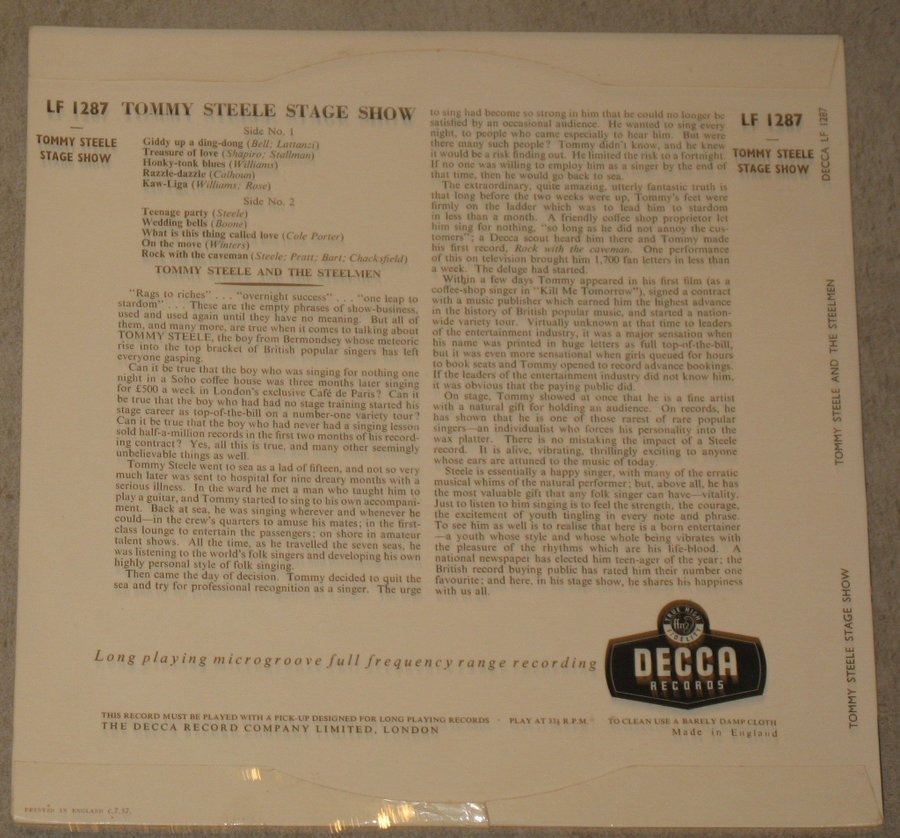 LF 1287 TOMMY STEELE STAGE SHOW
TOMMY STEELE
STAGE SHOW
Side No. 1
Giddy up a ding-dong (Bell; Lattanzi)
Treasure of love (Shapiro; Stallman)
Honky-tonk blues (Williams)
Razzle-dazzle (Calhoun)
Kaw-Liga (Williams; Rose)
Side No. 2
Teenage party (Steele)
Wedding bells (Boone)
What is this thing called love (Cole Porter)
On the move (Winters)
Rock with the caveman (Steele; Pratt; Bart; Chacksfield)
TOMMY STEELE AND THE STEELMEN
"Rags to riches" . . . "overnight success" . . . "one leap to
stardom" . . . These are the empty phrases of show-business,
used and used again until they have no meaning. But all of
them, and many more, are true when it comes to talking about
TOMMY STEELE, the boy from Bermondsey whose meteoric
rise into the top bracket of British popular singers has left
everyone gasping.
Can it be true that the boy who was singing for nothing one
night in a Soho coffee house was three months later singing
for £500 a week in London's exclusive Café de Paris? Can it
be true that the boy who had had no stage training started his
stage career as top-of-the-bill on a number-one variety tour?
Can it be true that the boy who had never had a singing lesson
sold half-a-million records in the first two months of his record-
ing contract? Yes, all this is true, and many other seemingly
unbelievable things as well.
Tommy Steele went to sea as a lad of fifteen, and not so very
much later was sent to hospital for nine dreary months with a
serious illness. In the ward he met a man who taught him to
play a guitar, and Tommy started to sing to his own accompani-
ment. Back at sea, he was singing wherever and whenever he
could—in the crew's quarters to amuse his mates; in the first-
class lounge to entertain the passengers; on shore in amateur
talent shows. All the time, as he travelled the seven seas, he
was listening to the world's folk singers and developing his own
highly personal style of folk singing.
Then came the day of decision. Tommy decided to quit the
sea and try for professional recognition as a singer. The urge
to sing had become so strong in him that he could no longer be
satisfied by an occasional audience. He wanted to sing every
night, to people who came especially to hear him. But were
there many such people? Tommy didn't know, and he knew
it would be a risk finding out. He limited the risk to a fortnight.
If no one was willing to employ him as a singer by the end of
that time, then he would go back to sea.
The extraordinary, quite amazing, utterly fantastic truth is
that long before the two weeks were up, Tommy's feet were
firmly on the ladder which was to lead him to stardom
in less than a month. A friendly coffee shop proprietor let
him sing for nothing, "so long as he did not annoy the cus-
tomers"; a Decca scout heard him there and Tommy made
his first record, Rock with the caveman. One performance
of this on television brought him 1,700 fan letters in less than
a week. The deluge had started.
Within a few days Tommy appeared in his first film (as a
coffee-shop singer in "Kill Me Tomorrow"), signed a contract
with a music publisher which earned him the highest advance
in the history of British popular music, and started a nation-
wide variety tour. Virtually unknown at that time to leaders
of the entertainment industry, it was a major sensation when
his name was printed in huge letters as full top-of-the-bill,
but it was even more sensational when girls queued for hours
to book seats and Tommy opened to record advance bookings.
If the leaders of the entertainment industry did not know him,
it was obvious that the paying public did.
On stage, Tommy showed at once that he is a fine artist
with a natural gift for holding an audience. On records, he
has shown that he is one of those rarest of rare popular
singers—an individualist who forces his personality into the
wax platter. There is no mistaking the impact of a Steele
record. It is alive, vibrating, thrillingly exciting to anyone
whose ears are attuned to the music of today.
Steele is essentially a happy singer, with many of the erratic
musical whims of the natural performer; but, above all, he has
the most valuable gift that any folk singer can have—vitality.
Just to listen to him singing is to feel the strength, the courage,
the excitement of youth tingling in every note and phrase.
To see him as well is to realise that here is a born entertainer
—a youth whose style and whose whole being vibrates with
the pleasure of the rhythms which are his life-blood. A
national newspaper has elected him teen-ager of the year; the
British record buying public has rated him their number one
favourite; and here, in his stage show, he shares his happiness
with us all.
LF 1287
TOMMY STEELE
STAGE SHOW
DECCA LF 1287
TOMMY STEELE AND THE STEELMEN
TOMMY STEELE STAGE SHOW
Long playing microgroove full frequency range recording
TRUE HIGH
ffrr
FIDELITY
DECCA
RECORDS
THIS RECORD MUST BE PLAYED WITH A PICK-UP DESIGNED FOR LONG PLAYING RECORDS · PLAY AT 33⅓ R.P.M. · TO CLEAN USE A BARELY DAMP CLOTH
THE DECCA RECORD COMPANY LIMITED, LONDON
Made in England
PRINTED IN ENGLAND C.7.57.